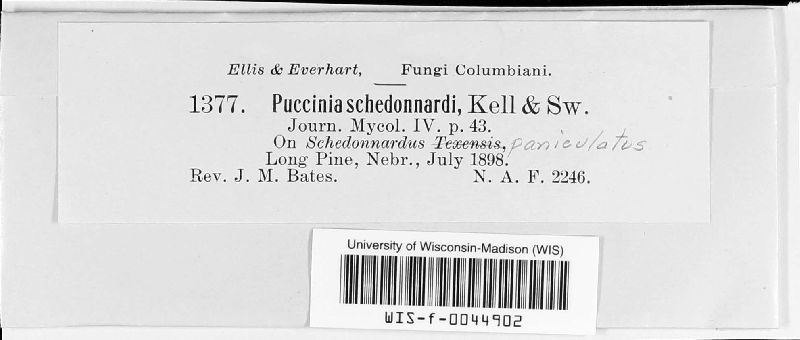 Ellis & Everhart, Fungi Columbiani.
1377. Puccinia schedonnardi, Kell & Sw.
Journ. Mycol. IV. p. 43.
On Schedonnardus Texensis, paniculatus
Long Pine, Nebr., July 1898.
Rev. J. M. Bates. N. A. F. 2246.
University of Wisconsin-Madison (WIS)
WIS-f-0044902